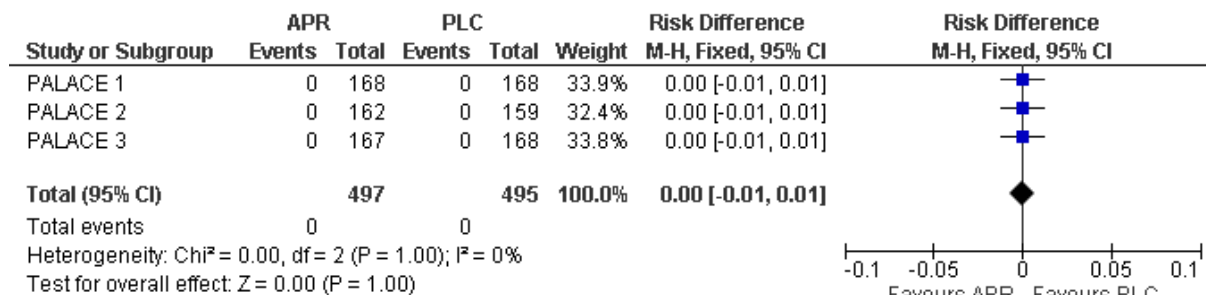 APR PLC Risk Difference Risk Difference
Study or Subgroup Events Total Events Total Weight M-H, Fixed, 95% CI M-H, Fixed, 95% CI
PALACE 1 0 168 0 168 33.9% 0.00 [-0.01, 0.01]
PALACE 2 0 162 0 159 32.4% 0.00 [-0.01, 0.01]
PALACE 3 0 167 0 168 33.8% 0.00 [-0.01, 0.01]
Total (95% CI) 497 495 100.0% 0.00 [-0.01, 0.01]
Total events 0 0
Heterogeneity: Chi² = 0.00, df = 2 (P = 1.00); I² = 0%
Test for overall effect: Z = 0.00 (P = 1.00)
-0.1 -0.05 0 0.05 0.1
Favours APR Favours PLC